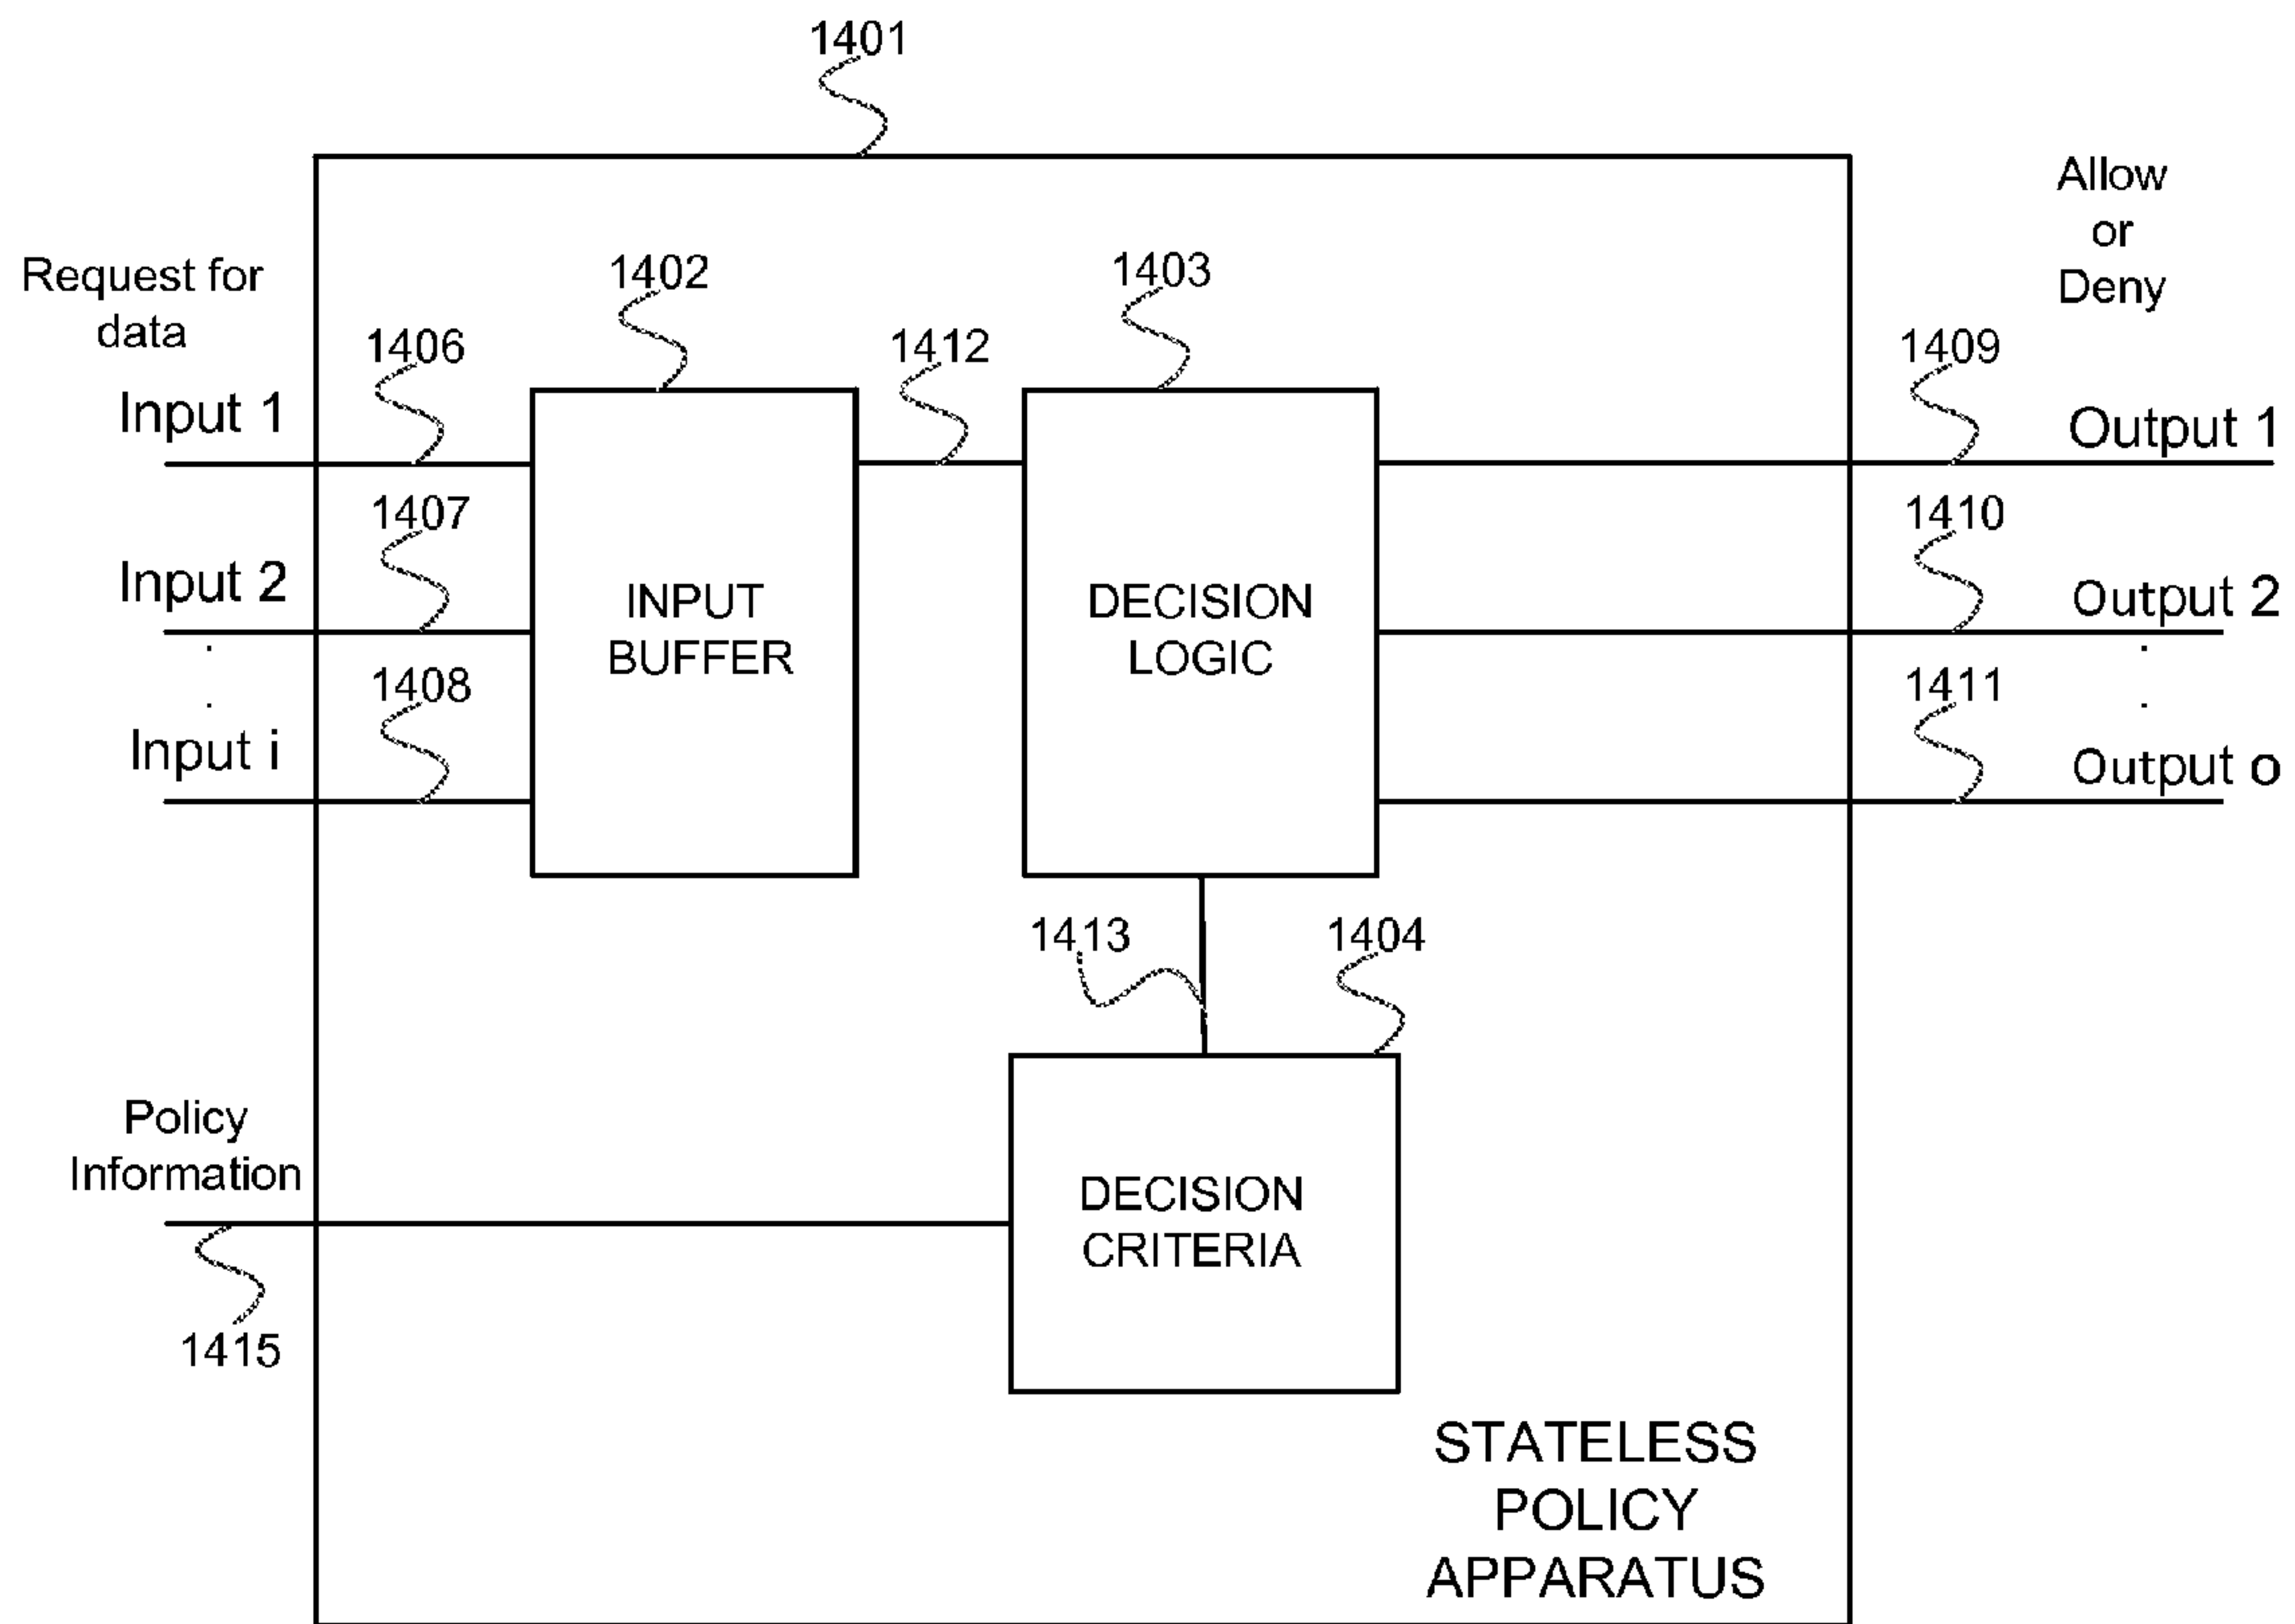 1401
Allow
or
Deny
Request for
data
1402
1403
1406
1412
1409
Input 1
Output 1
1407
1410
Input 2
Output 2
INPUT
BUFFER
DECISION
LOGIC
1408
1411
Input i
Output o
1413
1404
Policy
Information
DECISION
CRITERIA
1415
STATELESS
POLICY
APPARATUS